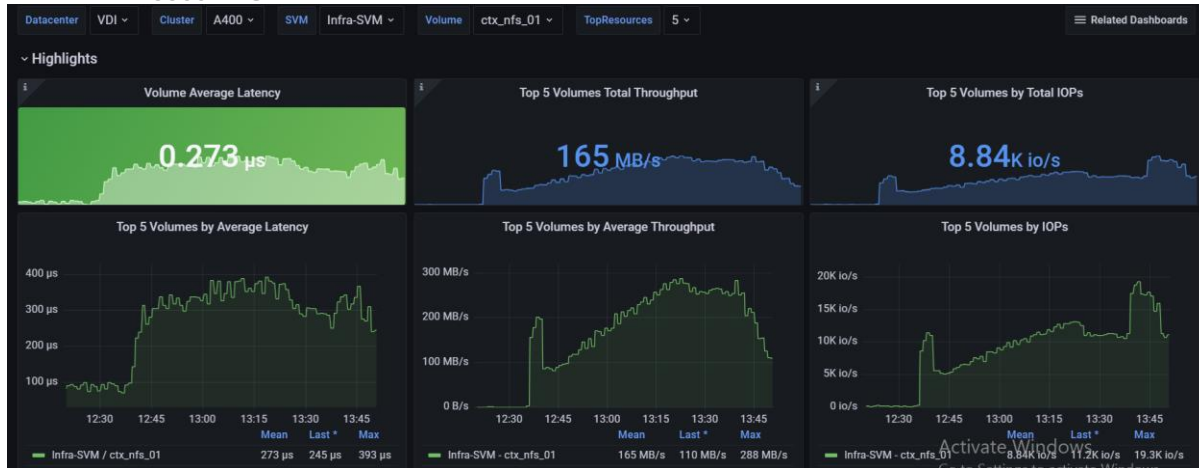 Datacenter VDI Cluster A400 SVM Infra-SVM Volume ctx_nfs_01 TopResources 5 Related Dashboards
Highlights
Volume Average Latency
0.273 µs
Top 5 Volumes Total Throughput
165 MB/s
Top 5 Volumes by Total IOPs
8.84K io/s
Top 5 Volumes by Average Latency
400 µs
300 µs
200 µs
100 µs
12:30 12:45 13:00 13:15 13:30 13:45
Mean Last * Max
Infra-SVM / ctx_nfs_01 273 µs 245 µs 393 µs
Top 5 Volumes by Average Throughput
300 MB/s
200 MB/s
100 MB/s
0 B/s
12:30 12:45 13:00 13:15 13:30 13:45
Mean Last * Max
Infra-SVM - ctx_nfs_01 165 MB/s 110 MB/s 288 MB/s
Top 5 Volumes by IOPs
20K io/s
15K io/s
10K io/s
5K io/s
0 io/s
12:30 12:45 13:00 13:15 13:30 13:45
Mean Last * Max
Infra-SVM - ctx_nfs_01 8.84K io/s 11.2K io/s 19.3K io/s
Activate Windows